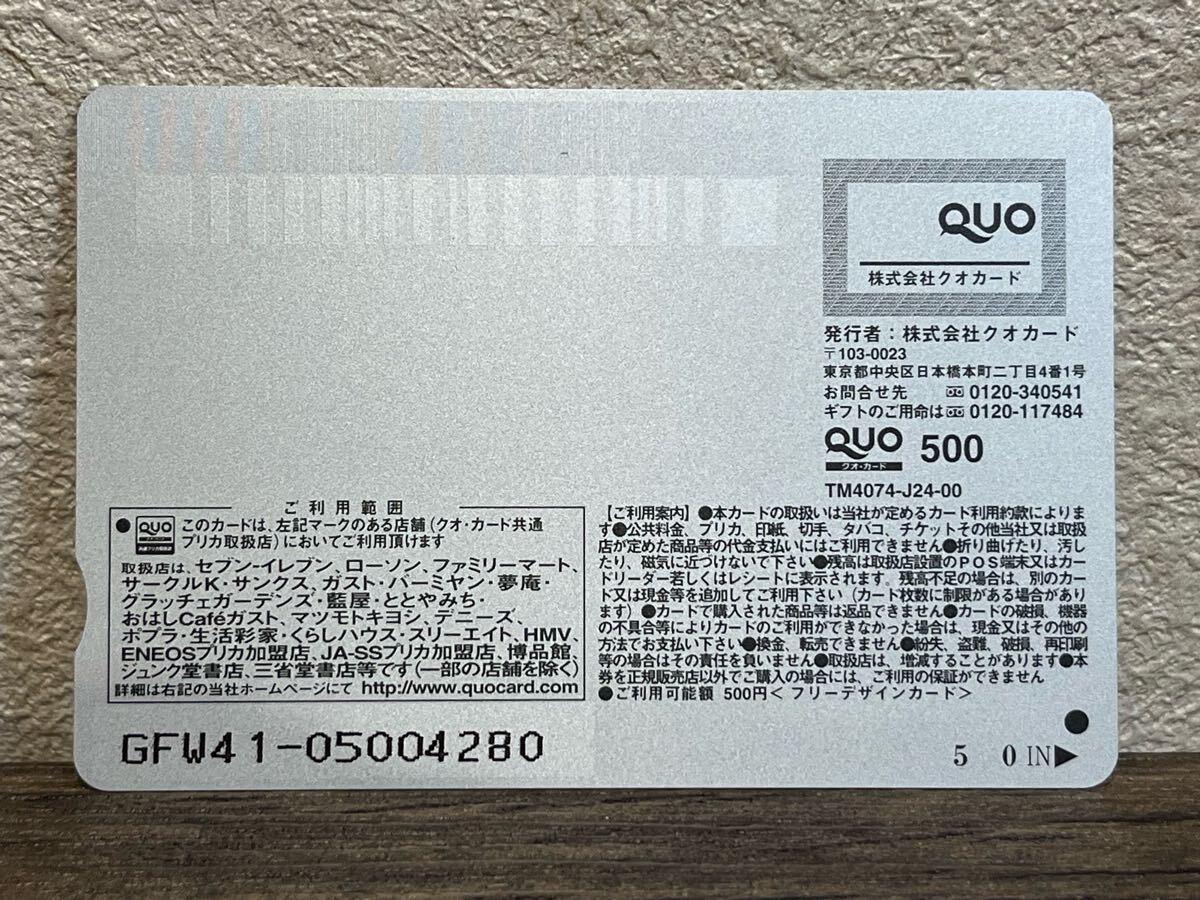 QUO
株式会社クオカード
発行者：株式会社クオカード
〒103-0023
東京都中央区日本橋本町二丁目4番1号
お問合せ先 0120-340541
ギフトのご用命は 0120-117484
QUO 500
クオ・カード
TM4074-J24-00
ご利用範囲
●QUO このカードは、左記マークのある店舗(クオ・カード共通
プリカ取扱店)においてご利用頂けます
取扱店は、セブン-イレブン、ローソン、ファミリーマート、
サークルK・サンクス、ガスト・バーミヤン・夢庵・
グラッチェガーデンズ・藍屋・ととやみち・
おはしCaféガスト、マツモトキヨシ、デニーズ、
ポプラ・生活彩家・くらしハウス・スリーエイト、HMV、
ENEOSプリカ加盟店、JA-SSプリカ加盟店、博品館、
ジュンク堂書店、三省堂書店等です(一部の店舗を除く)
詳細は右記の当社ホームページにて http://www.quocard.com
【ご利用案内】●本カードの取扱いは当社が定めるカード利用約款によりま
す●公共料金、プリカ、印紙、切手、タバコ、チケットその他当社又は取扱
店が定めた商品等の代金支払いにはご利用できません●折り曲げたり、汚し
たり、磁気に近づけないで下さい●残高は取扱店設置のPOS端末又はカー
ドリーダー若しくはレシートに表示されます。残高不足の場合は、別のカー
ド又は現金等を追加してご利用下さい(カード枚数に制限がある場合があり
ます)●カードで購入された商品等は返品できません●カードの破損、機器
の不具合等によりカードのご利用ができなかった場合は、現金又はその他の
方法でお支払い下さい●換金、転売できません●紛失、盗難、破損、再印刷
等の場合はその責任を負いません●取扱店は、増減することがあります●本
券を正規販売店以外でご購入の場合には、ご利用の保証ができません
●ご利用可能額 500円＜フリーデザインカード＞
GFW41-05004280
5 0 IN▶